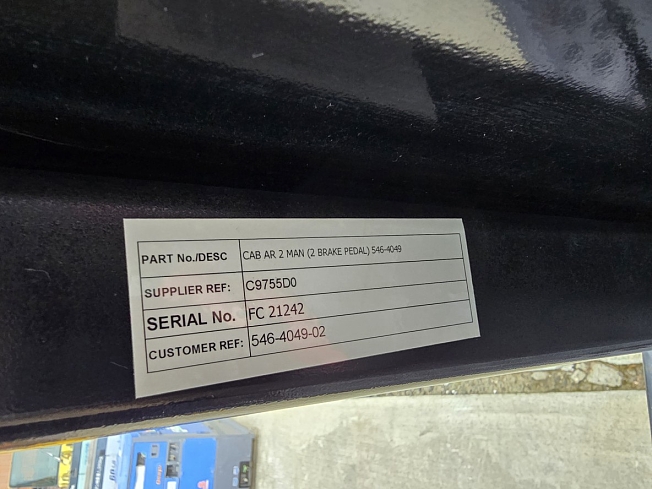 PART No./DESC CAB AR 2 MAN (2 BRAKE PEDAL) 546-4049
SUPPLIER REF: C9755D0
SERIAL No. FC 21242
CUSTOMER REF: 546-4049-02